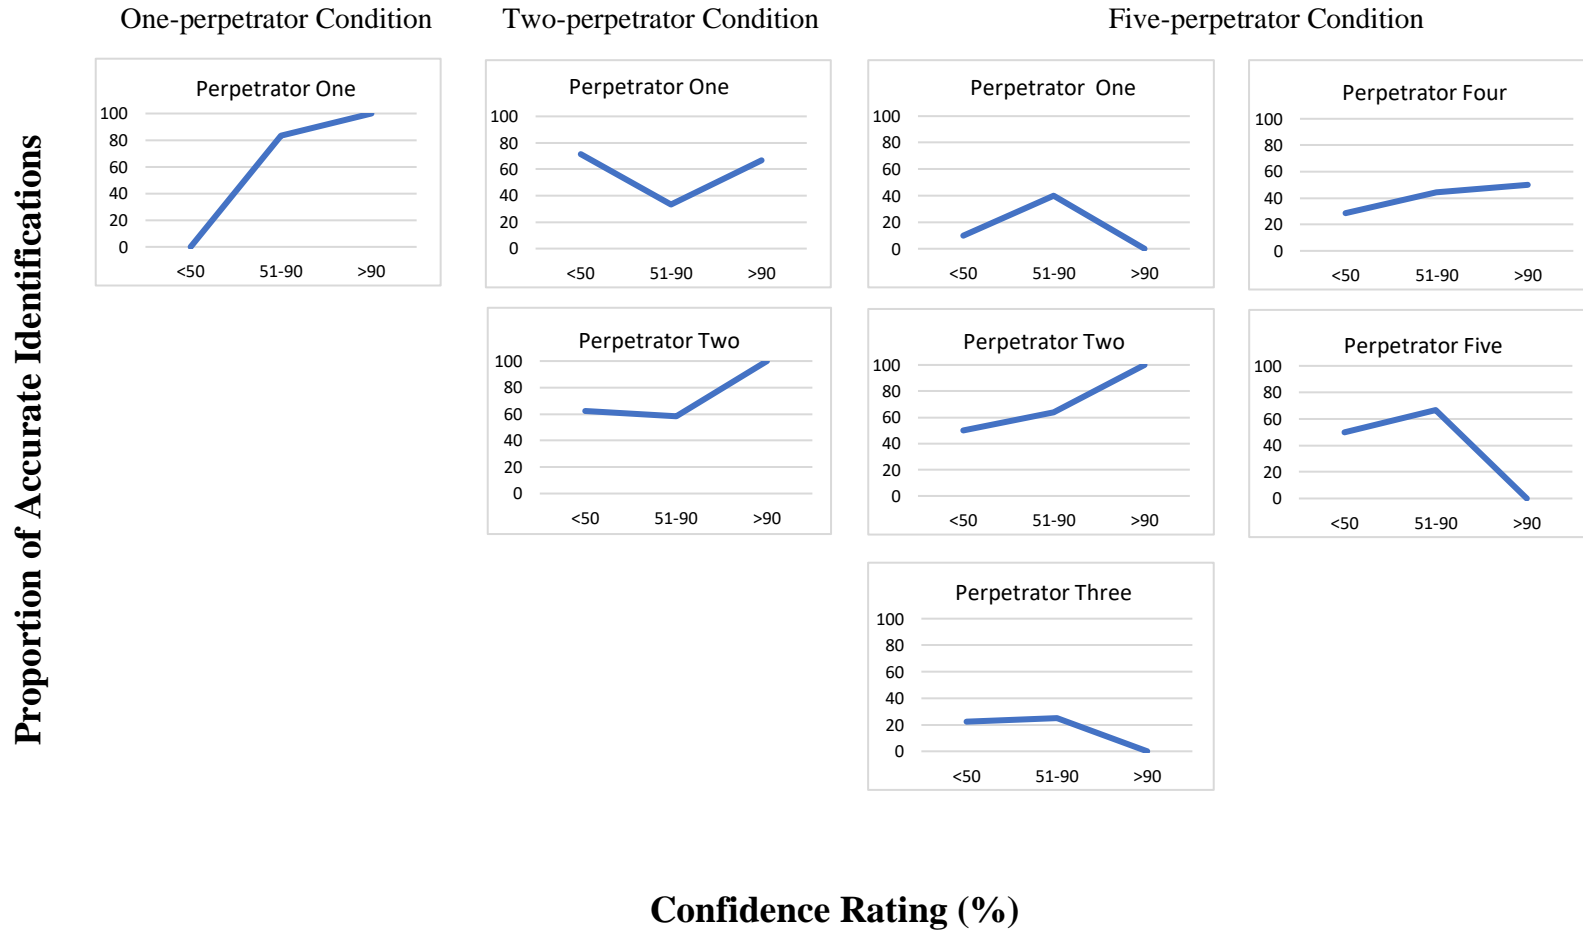 One-perpetrator Condition
Two-perpetrator Condition
Five-perpetrator Condition
Proportion of Accurate Identifications
Perpetrator One
100
80
60
40
20
0
<50 51-90 >90
Perpetrator One
100
80
60
40
20
0
<50 51-90 >90
Perpetrator Two
100
80
60
40
20
0
<50 51-90 >90
Perpetrator One
100
80
60
40
20
0
<50 51-90 >90
Perpetrator Two
100
80
60
40
20
0
<50 51-90 >90
Perpetrator Three
100
80
60
40
20
0
<50 51-90 >90
Perpetrator Four
100
80
60
40
20
0
<50 51-90 >90
Perpetrator Five
100
80
60
40
20
0
<50 51-90 >90
Confidence Rating (%)